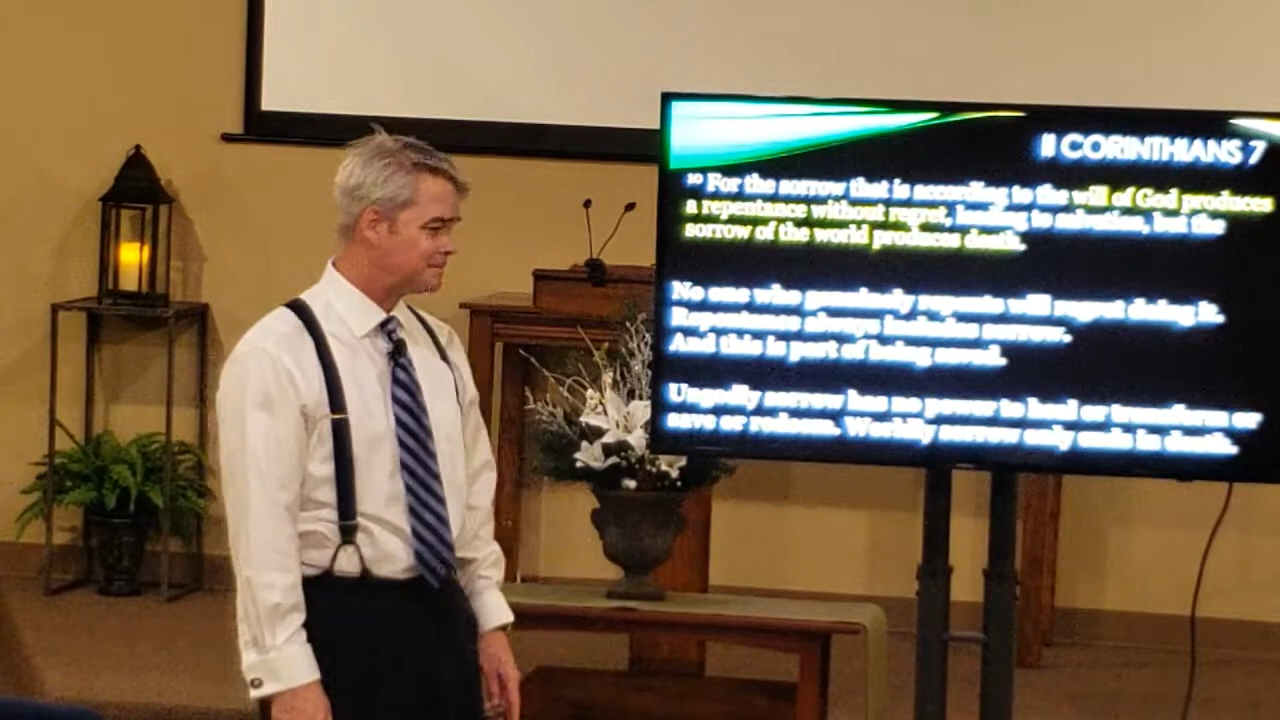 II CORINTHIANS 7
10 For the sorrow that is according to the will of God produces
a repentance without regret, leading to salvation, but the
sorrow of the world produces death.
No one who genuinely repents will regret doing it.
Repentance always includes sorrow.
And this is part of being saved.
Ungodly sorrow has no power to heal or transform or
save or redeem. Worldly sorrow only ends in death.